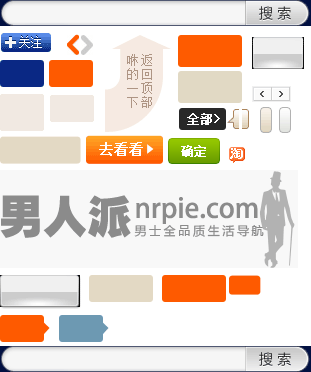 搜 索
关注
返回顶部
咻的一下
全部
去看看
确定
淘
男人派
nrpie.com
男士全品质生活导航
搜 索